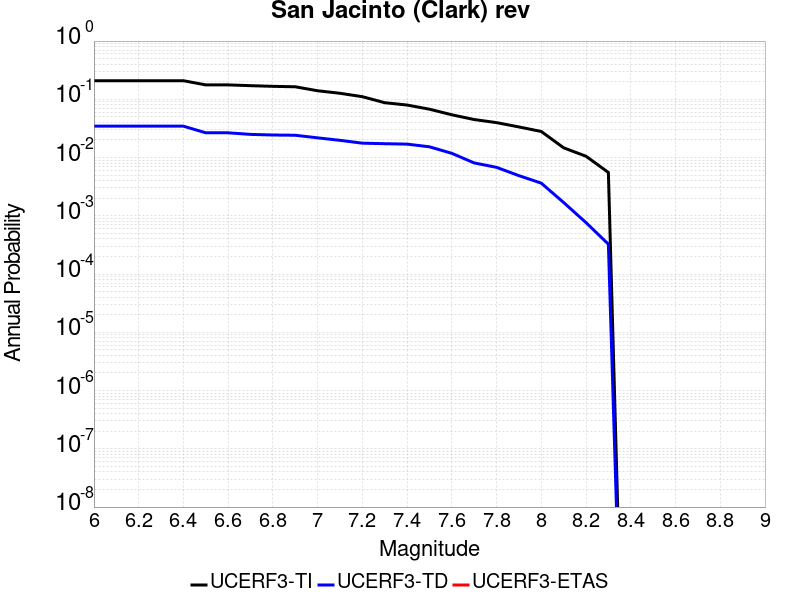 San Jacinto (Clark) rev
10^0
10^-1
10^-2
10^-3
10^-4
10^-5
10^-6
10^-7
10^-8
Annual Probability
6 6.2 6.4 6.6 6.8 7 7.2 7.4 7.6 7.8 8 8.2 8.4 8.6 8.8 9
Magnitude
UCERF3-TI UCERF3-TD UCERF3-ETAS